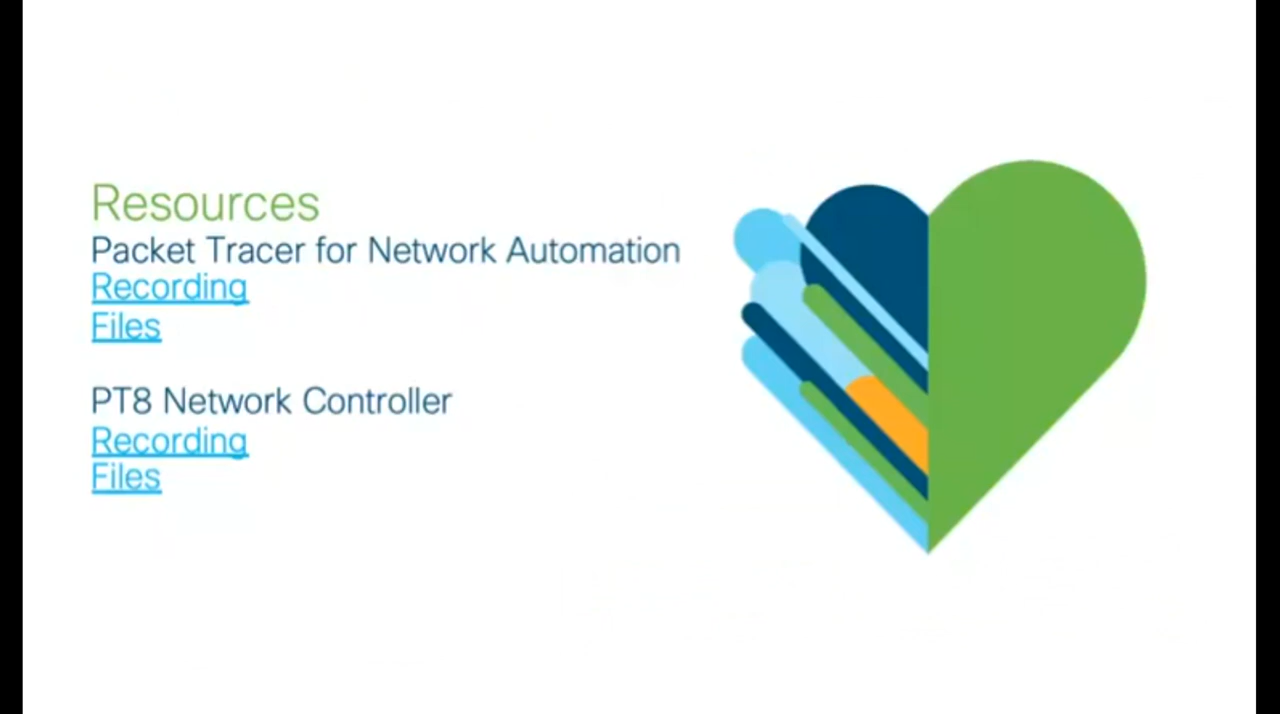 Resources
Packet Tracer for Network Automation
Recording
Files
PT8 Network Controller
Recording
Files